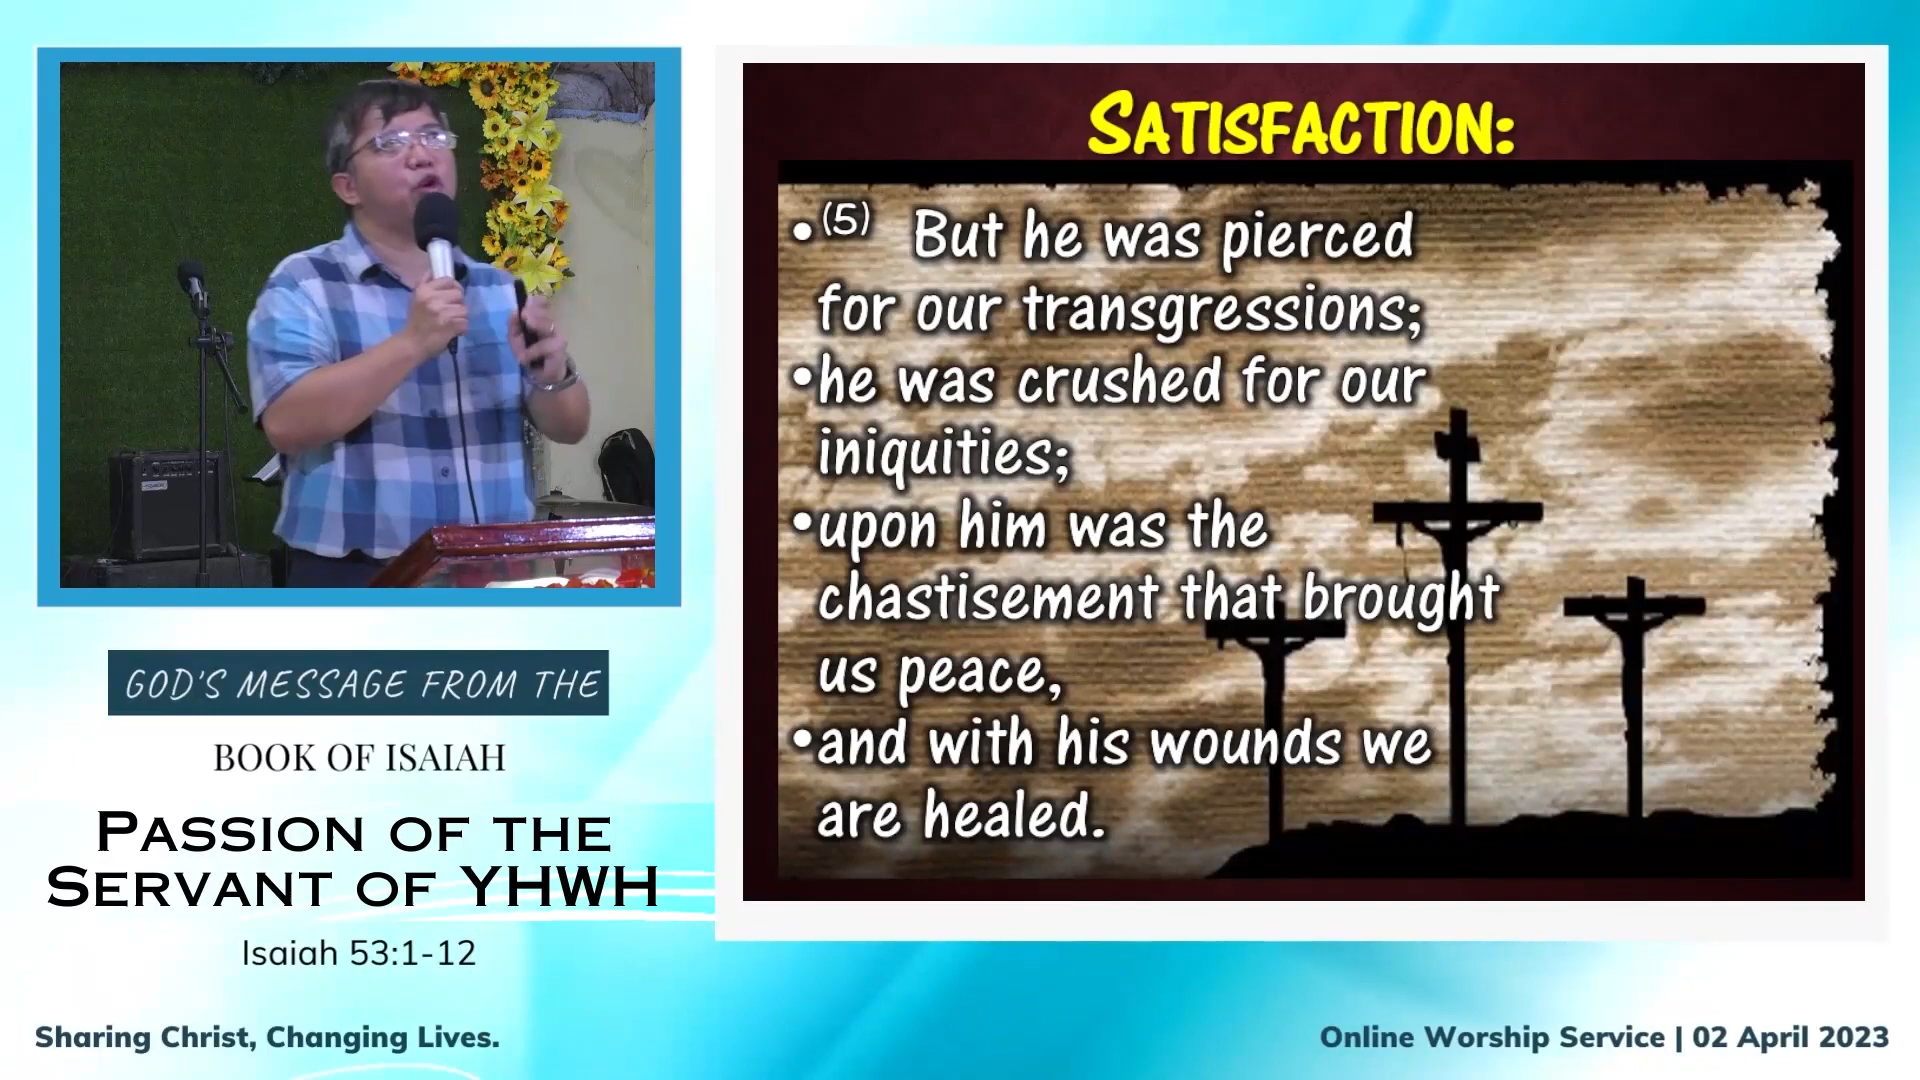 SATISFACTION:
•(5) But he was pierced
for our transgressions;
•he was crushed for our
iniquities;
•upon him was the
chastisement that brought
us peace,
•and with his wounds we
are healed.
GOD'S MESSAGE FROM THE
BOOK OF ISAIAH
PASSION OF THE
SERVANT OF YHWH
Isaiah 53:1-12
Sharing Christ, Changing Lives.
Online Worship Service | 02 April 2023